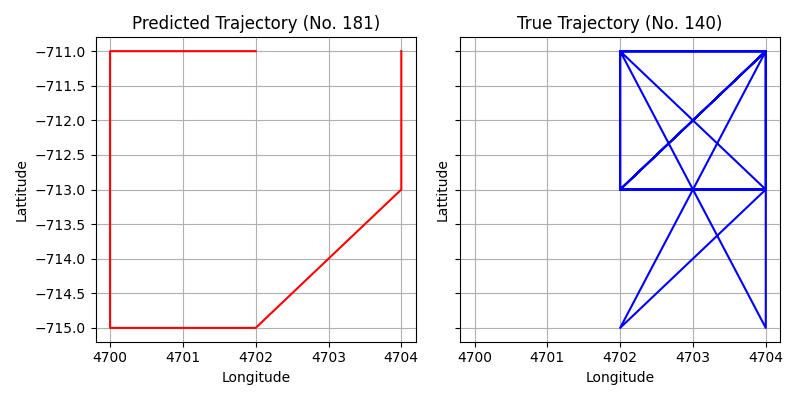 Predicted Trajectory (No. 181)
True Trajectory (No. 140)
−711.0
−711.5
−712.0
−712.5
−713.0
−713.5
−714.0
−714.5
−715.0
Lattitude
Lattitude
4700 4701 4702 4703 4704
4700 4701 4702 4703 4704
Longitude
Longitude